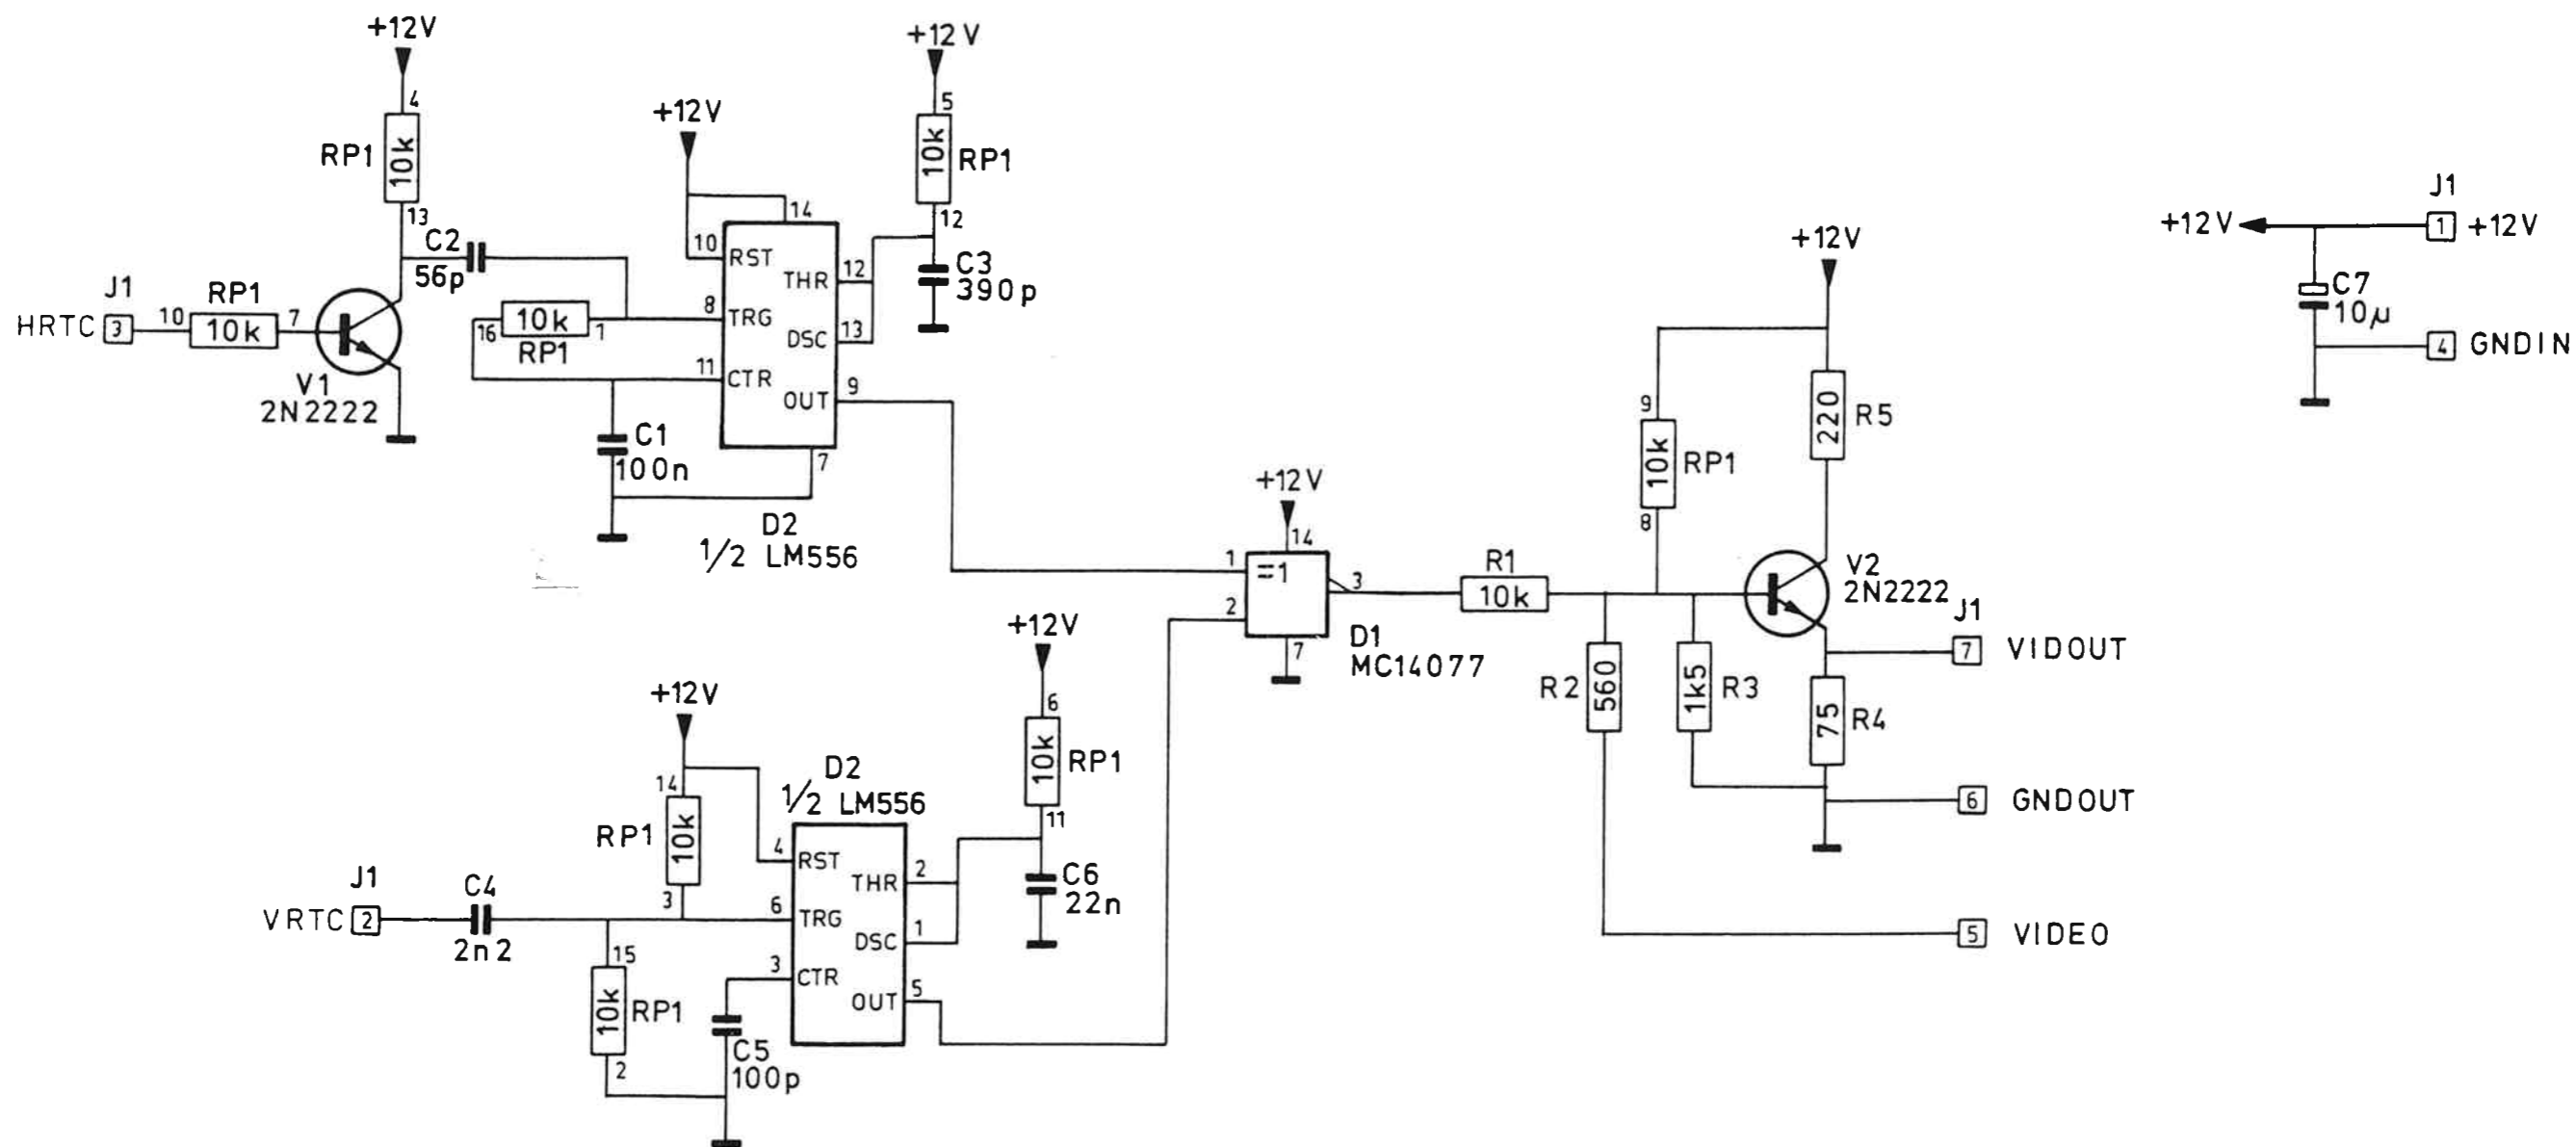 +12V
4
RP1
10k
13
C2
56p
J1
HRTC
3
10
RP1
10k
7
V1
2N2222
16
10k
1
RP1
+12V
14
10
RST
8
TRG
11
CTR
THR
12
DSC
13
OUT
9
7
C1
100n
D2
1/2 LM556
+12V
5
10k
RP1
12
C3
390p
+12V
14
RP1
10k
3
J1
VRTC
2
C4
2n2
15
10k
RP1
2
D2
1/2 LM556
4
RST
6
TRG
3
CTR
THR
2
DSC
1
OUT
5
C5
100p
+12V
6
10k
RP1
11
C6
22n
+12V
14
1
=1
2
3
7
D1
MC14077
R1
10k
+12V
9
10k
RP1
8
220
R5
V2
2N2222
R2
560
1k5
R3
75
R4
J1
7
VIDOUT
6
GNDOUT
5
VIDEO
J1
+12V
1
+12V
C7
10µ
4
GNDIN